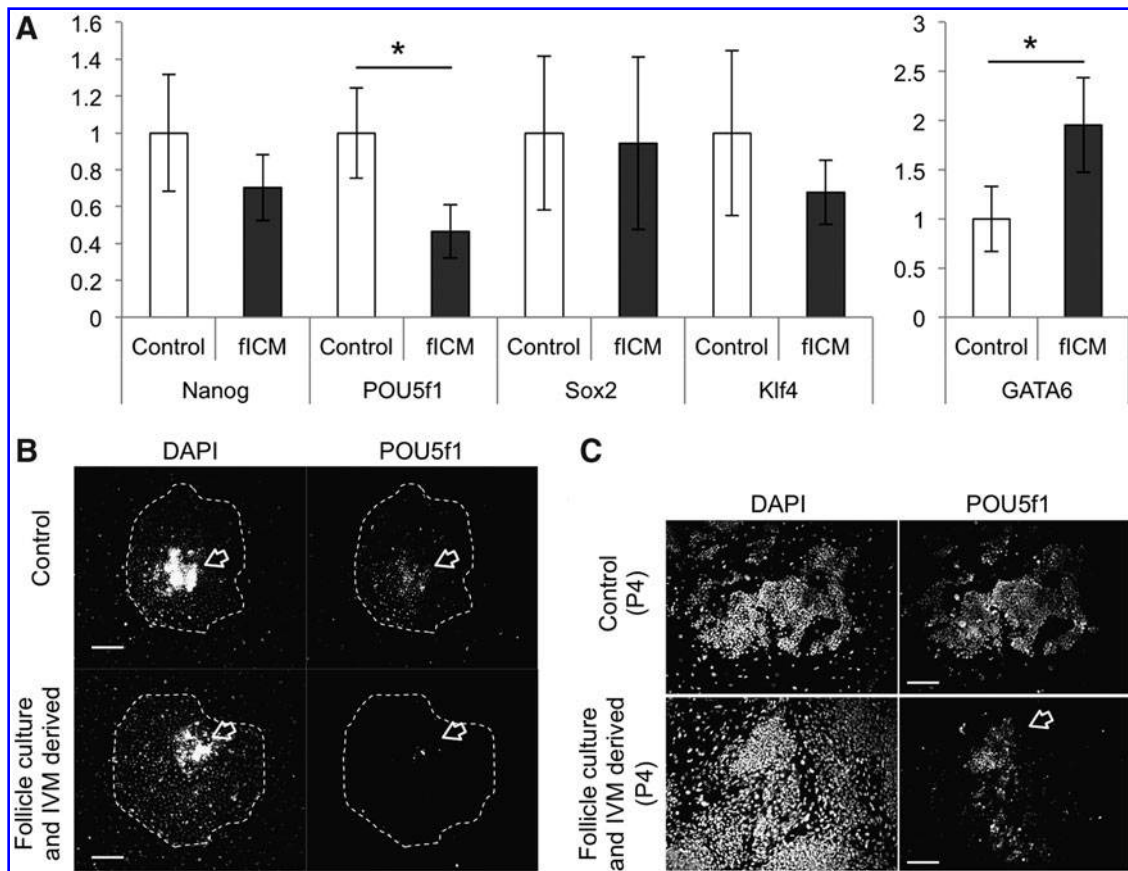 A
1.6
1.4
1.2
1
0.8
0.6
0.4
0.2
0
*
3
2.5
2
1.5
1
0.5
0
*
Control fICM Control fICM Control fICM Control fICM Control fICM
Nanog POU5f1 Sox2 Klf4 GATA6
B
DAPI POU5f1
Control
Follicle culture
and IVM derived
C
DAPI POU5f1
Control
(P4)
Follicle culture
and IVM derived
(P4)